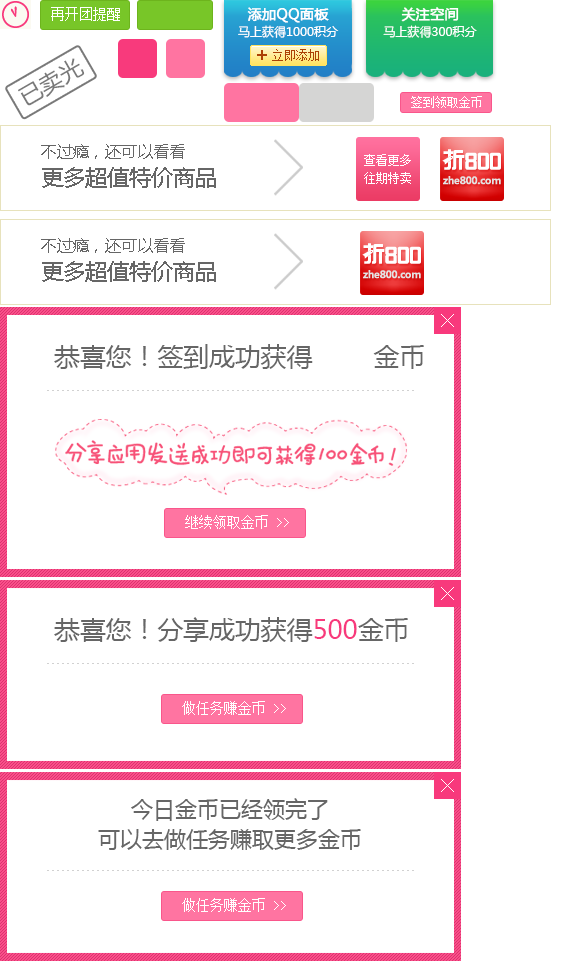 再开团提醒
添加QQ面板
马上获得1000积分
+ 立即添加
关注空间
马上获得300积分
已卖光
签到领取金币
不过瘾，还可以看看
更多超值特价商品
查看更多
往期特卖
折800
zhe800.com
不过瘾，还可以看看
更多超值特价商品
折800
zhe800.com
恭喜您！签到成功获得 金币
分享应用发送成功即可获得100金币！
继续领取金币 >>
恭喜您！分享成功获得500金币
做任务赚金币 >>
今日金币已经领完了
可以去做任务赚取更多金币
做任务赚金币 >>